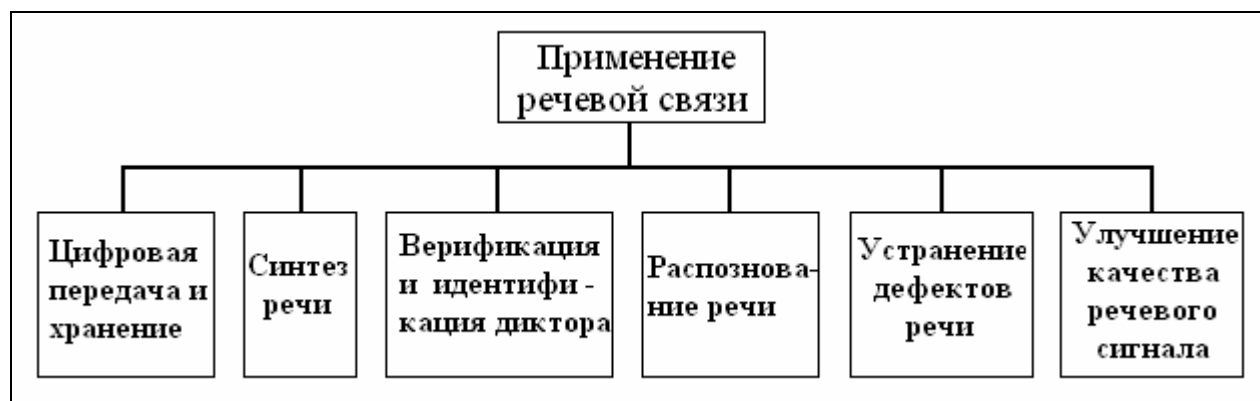 Применение
речевой связи
Цифровая
передача и
хранение
Синтез
речи
Верификация
и идентифи -
кация диктора
Распознова-
ние речи
Устранение
дефектов
речи
Улучшение
качества
речевого
сигнала